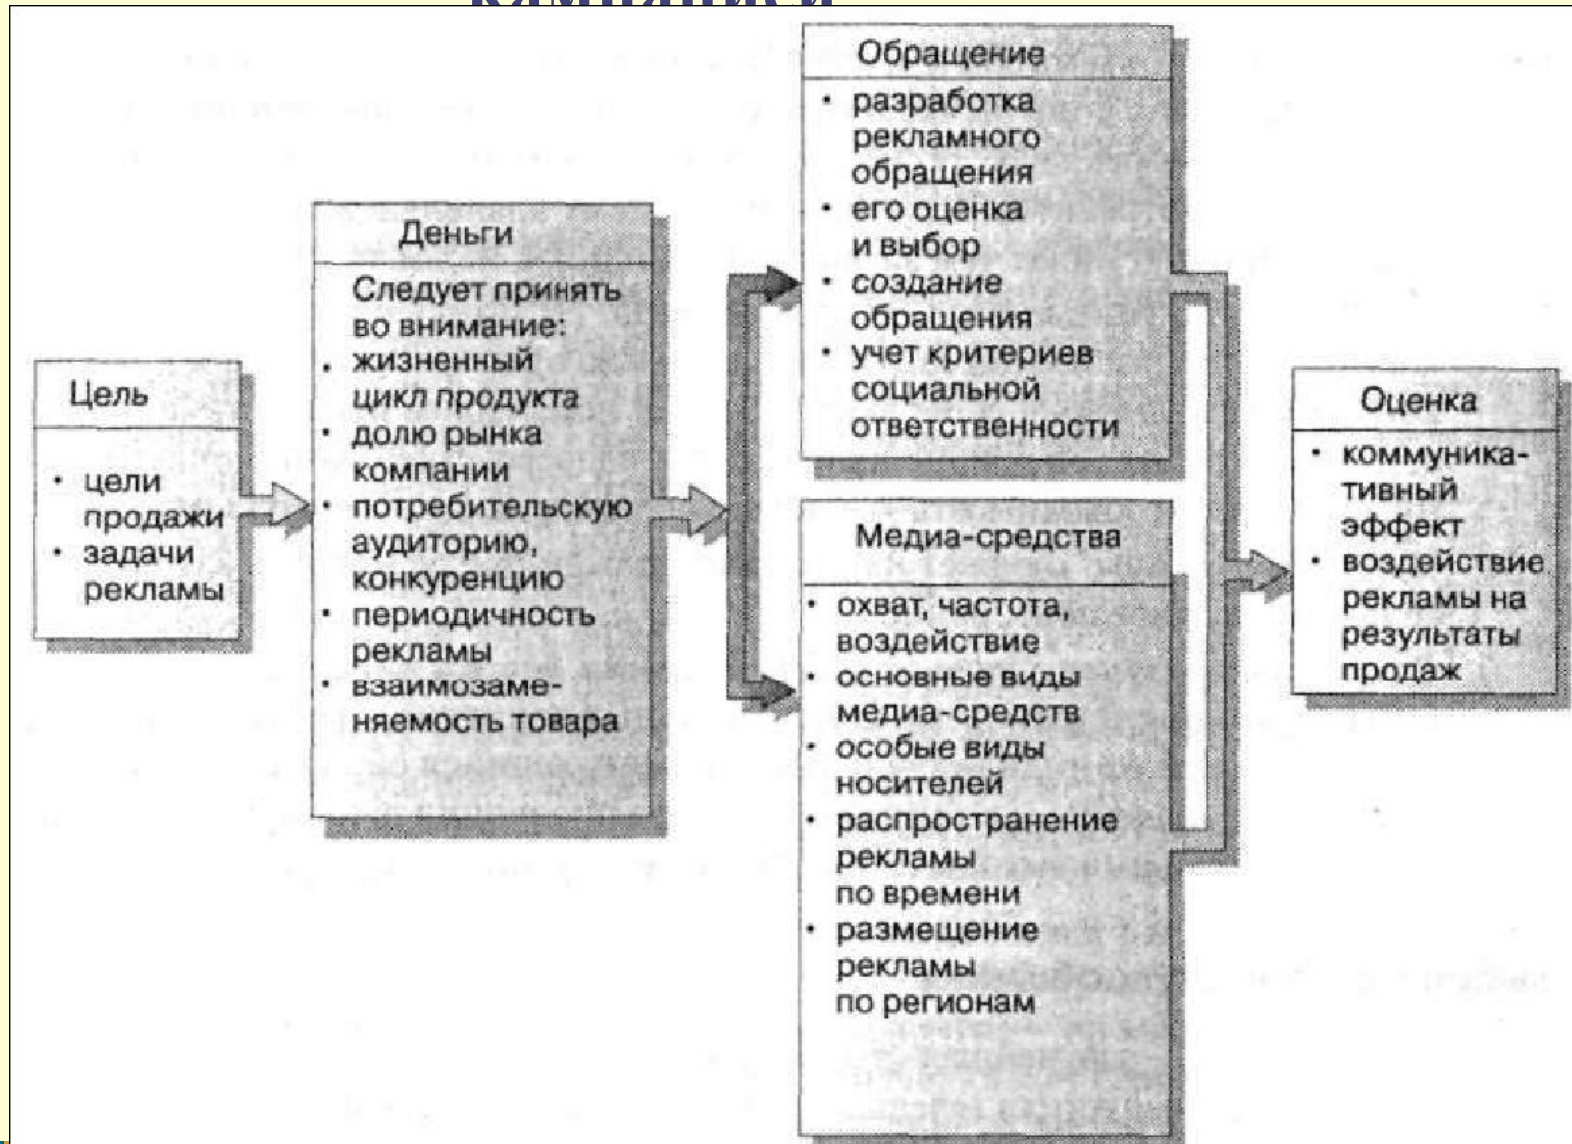 Цель
• цели
продажи
• задачи
рекламы
Деньги
Следует принять
во внимание:
• жизненный
цикл продукта
• долю рынка
компании
• потребительскую
аудиторию,
конкуренцию
• периодичность
рекламы
• взаимозаме-
няемость товара
Обращение
• разработка
рекламного
обращения
• его оценка
и выбор
• создание
обращения
• учет критериев
социальной
ответственности
Медиа-средства
• охват, частота,
воздействие
• основные виды
медиа-средств
• особые виды
носителей
• распространение
рекламы
по времени
• размещение
рекламы
по регионам
Оценка
• коммуника-
тивный
эффект
• воздействие
рекламы на
результаты
продаж